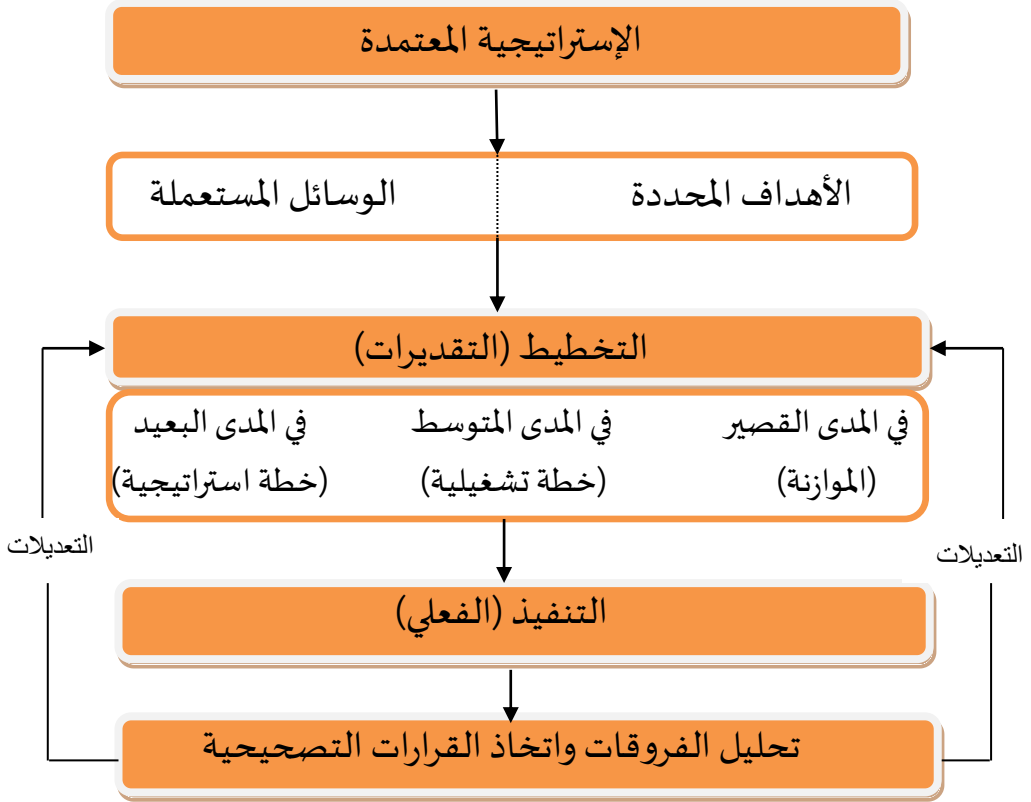 الإستراتيجية المعتمدة
الأهداف المحددة
الوسائل المستعملة
التخطيط (التقديرات)
في المدى القصير
(الموازنة)
في المدى المتوسط
(خطة تشغيلية)
في المدى البعيد
(خطة استراتيجية)
التعديلات
التعديلات
التنفيذ (الفعلي)
تحليل الفروقات واتخاذ القرارات التصحيحية